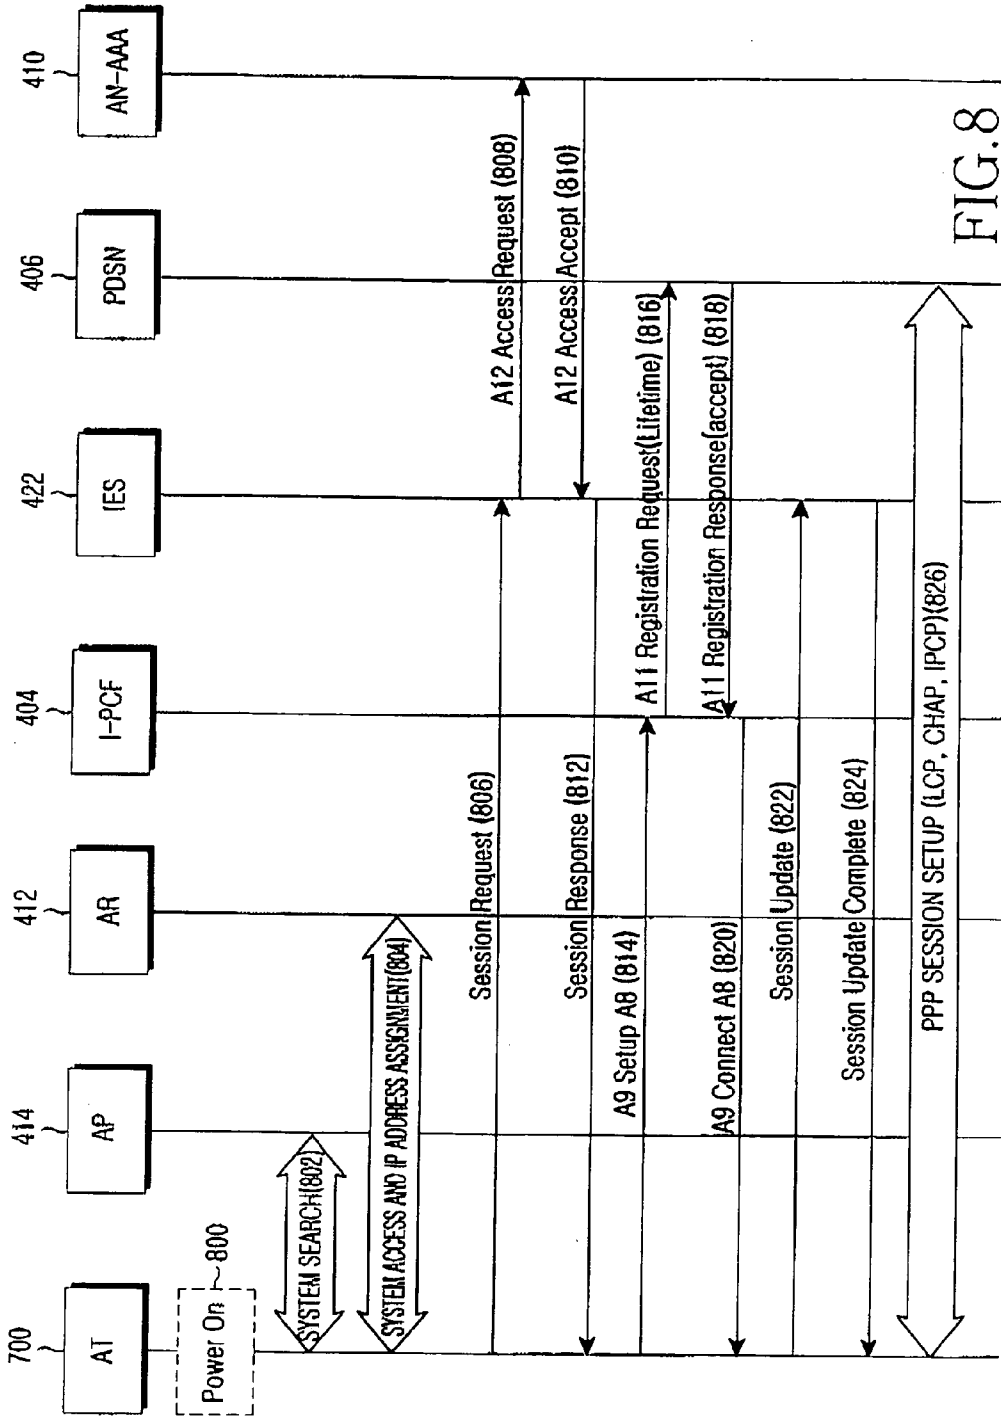 700
AT
414
AP
412
AR
404
I-PCF
422
IES
406
PDSN
410
AN-AAA
Power On
800
SYSTEM SEARCH(802)
SYSTEM ACCESS AND IP ADDRESS ASSIGNMENT(804)
Session Request (806)
A12 Access Request (808)
A12 Access Accept (810)
Session Response (812)
A9 Setup A8 (814)
A11 Registration Request(Lifetime) (816)
A11 Registration Response(accept) (818)
A9 Connect A8 (820)
Session Update (822)
Session Update Complete (824)
PPP SESSION SETUP (LCP, CHAP, IPCP)(826)
FIG.8